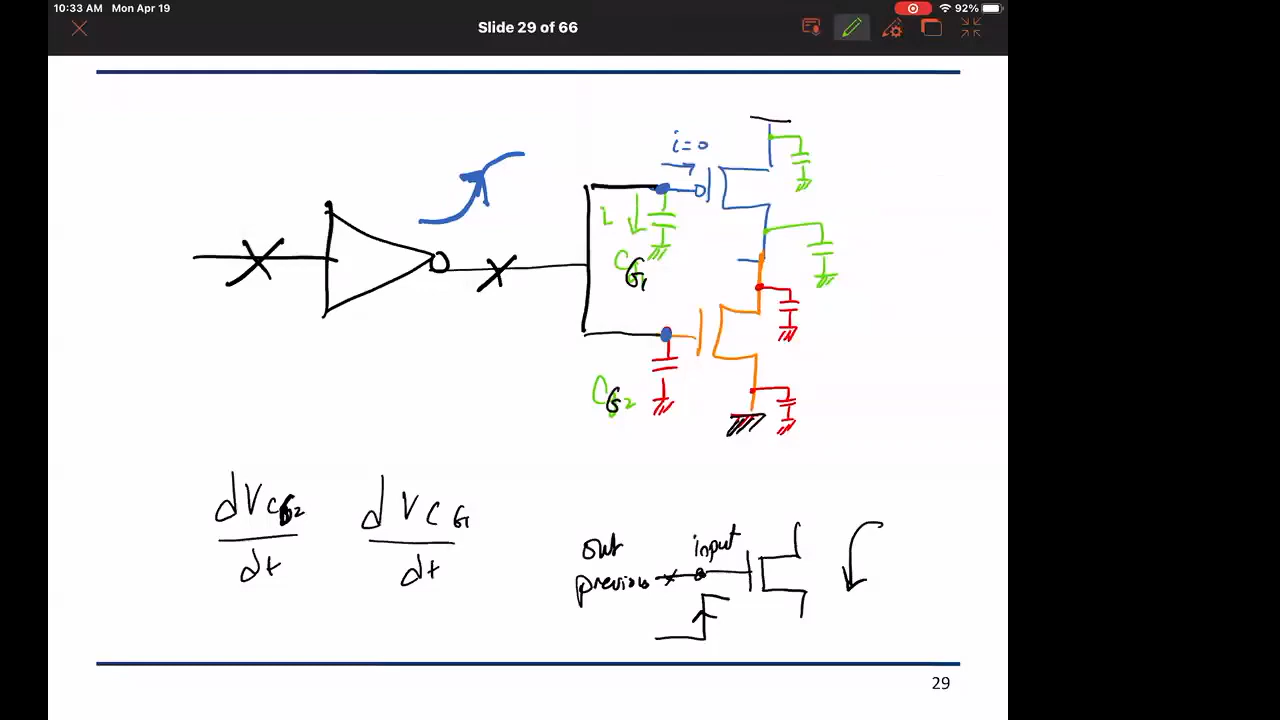 10:33 AM Mon Apr 19
92%
Slide 29 of 66
i=0
i
CG1
CG2
dVCG2
dt
dVCG1
dt
out
previous
input
29